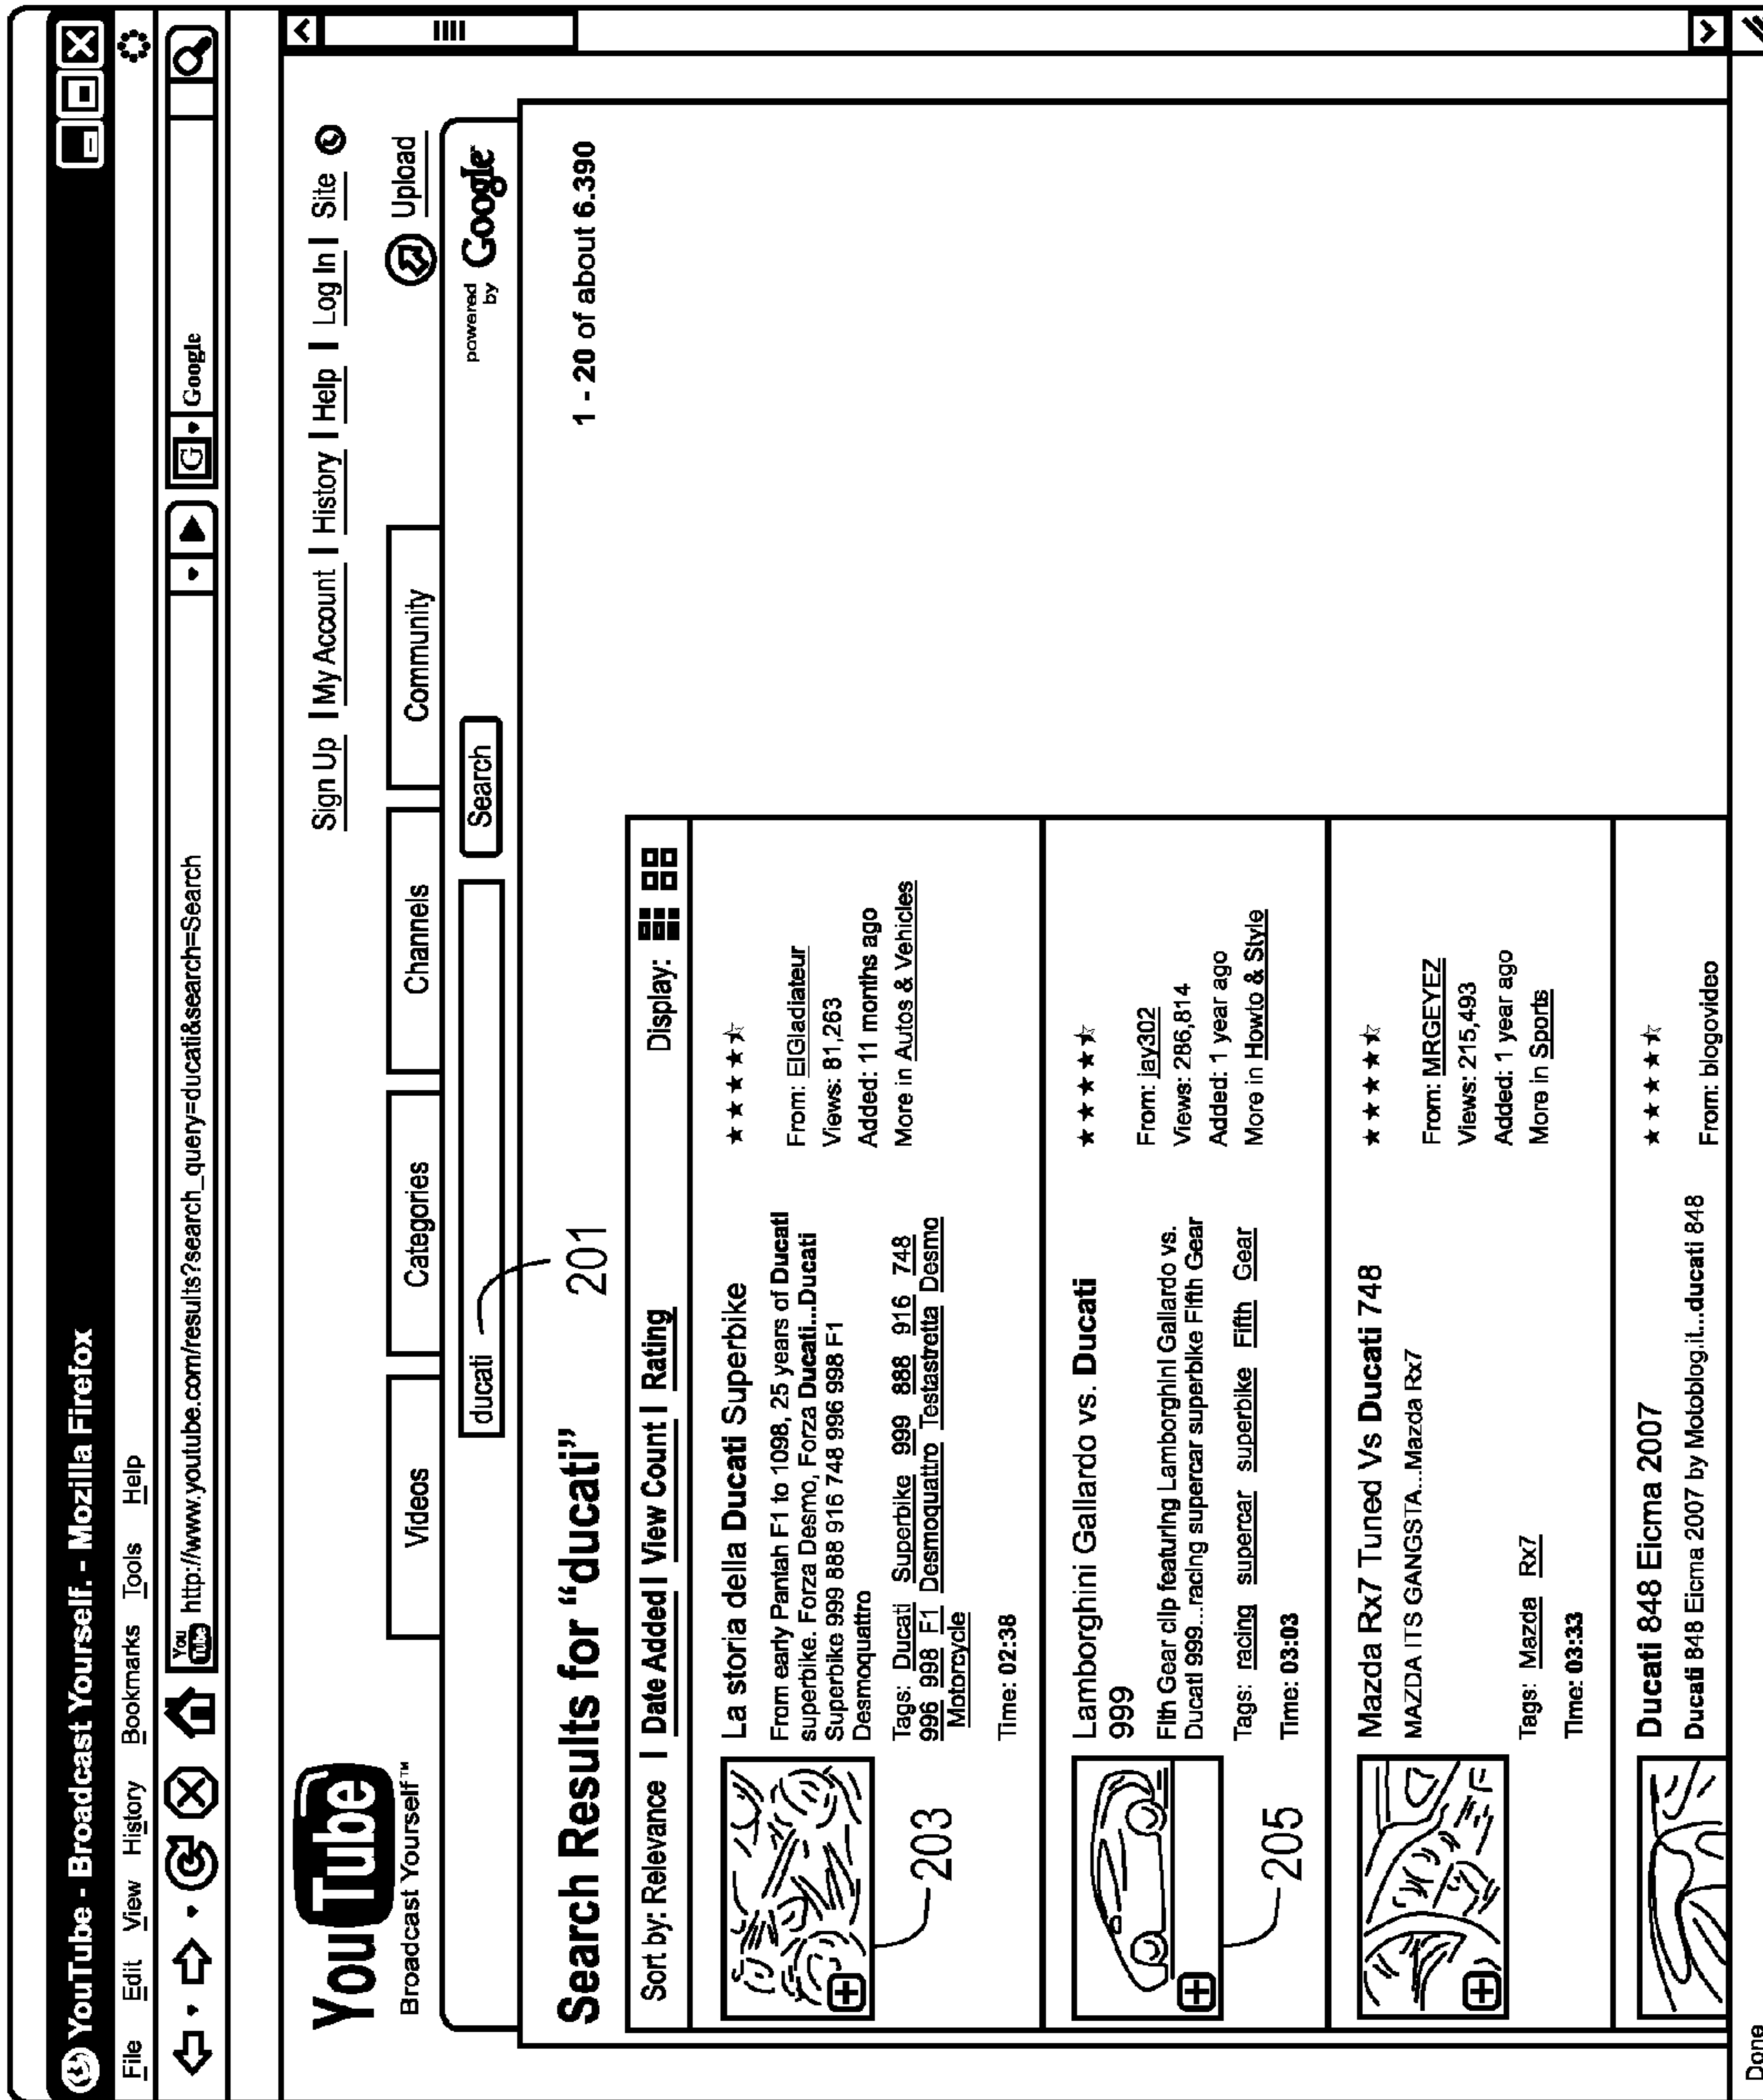 YouTube - Broadcast Yourself. - Mozilla Firefox
File Edit View History Bookmarks Tools Help
You Tube http://www.youtube.com/results?search_query=ducati&search=Search G Google
YouTube
Broadcast Yourself™
Sign Up | My Account | History | Help | Log In | Site
Upload
Videos Categories Channels Community
ducati Search powered by Google
201
Search Results for “ducati” 1 - 20 of about 6.390
Sort by: Relevance | Date Added | View Count | Rating Display:
La storia della Ducati Superbike
From early Pantah F1 to 1098, 25 years of Ducati
superbike. Forza Desmo, Forza Ducati...Ducati
Superbike 999 888 916 748 996 998 F1
Desmoquattro
Tags: Ducati Superbike 999 888 916 748
996 998 F1 Desmoquattro Testastretta Desmo
Motorcycle
Time: 02:38
From: ElGladiateur
Views: 81,263
Added: 11 months ago
More in Autos & Vehicles
203
Lamborghini Gallardo vs. Ducati
999
Fith Gear clip featuring Lamborghini Gallardo vs.
Ducati 999...racing supercar superbike Fifth Gear
Tags: racing supercar superbike Fifth Gear
Time: 03:03
From: jay302
Views: 286,814
Added: 1 year ago
More in Howto & Style
205
Mazda Rx7 Tuned Vs Ducati 748
MAZDA ITS GANGSTA...Mazda Rx7
Tags: Mazda Rx7
Time: 03:33
From: MRGEYEZ
Views: 215,493
Added: 1 year ago
More in Sports
Ducati 848 Eicma 2007
Ducati 848 Eicma 2007 by Motoblog.it...ducati 848
From: blogovideo
Done